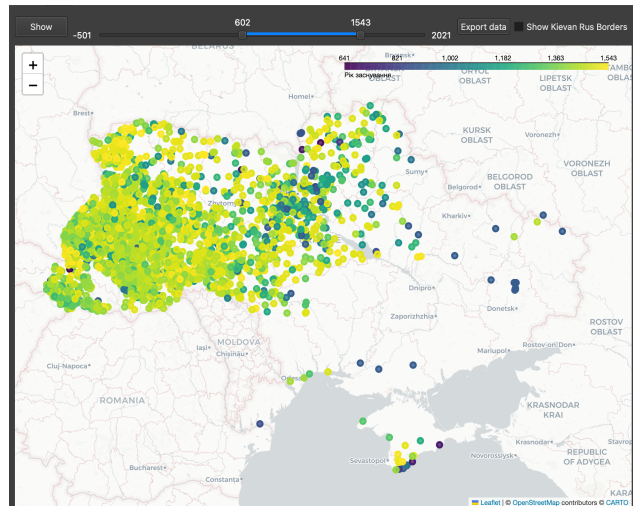 Show
-501
602
1543
2021
Export data
Show Kievan Rus Borders
+
−
641
821
1,002
1,182
1,363
1,543
Рік заснування
BELARUS
OBLAST
ORYOL
OBLAST
LIPETSK
OBLAST
Homel
Brest
KURSK
OBLAST
Voronezh
VORONEZH
OBLAST
Sumy
Belgorod
BELGOROD
OBLAST
Kharkiv
Dnipro
Zaporizhzhia
Donetsk
Mariupol
Rostov-on-Don
ROSTOV
OBLAST
Iași
MOLDOVA
Chișinău
Cluj-Napoca
ROMANIA
Bucharest
Constanța
Sevastopol
Novorossiysk
Krasnodar
KRASNODAR
KRAI
REPUBLIC
OF ADYGEA
Leaflet | © OpenStreetMap contributors © CARTO